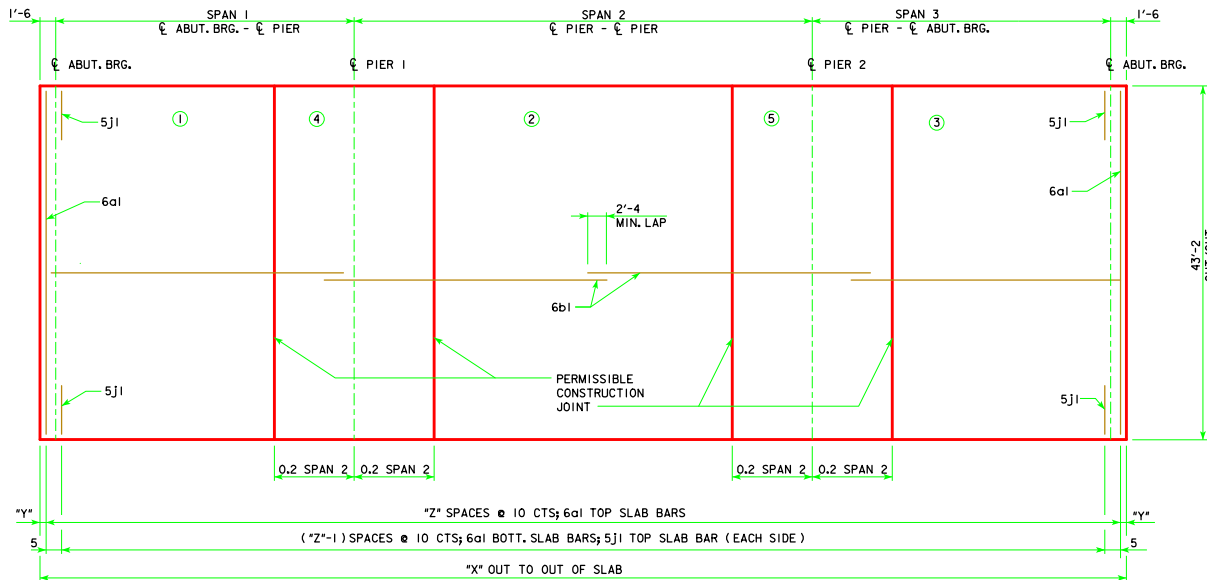 1'-6
SPAN 1
℄ ABUT. BRG. - ℄ PIER
SPAN 2
℄ PIER - ℄ PIER
SPAN 3
℄ PIER - ℄ ABUT. BRG.
1'-6
℄ ABUT. BRG.
℄ PIER 1
℄ PIER 2
℄ ABUT. BRG.
5j1
1
4
2
5
3
5j1
6a1
6a1
2'-4
MIN. LAP
43'-2
6b1
5j1
PERMISSIBLE
CONSTRUCTION
JOINT
5j1
0.2 SPAN 2
0.2 SPAN 2
0.2 SPAN 2
0.2 SPAN 2
"Y"
"Z" SPACES @ 10 CTS; 6a1 TOP SLAB BARS
"Y"
5
("Z"-1) SPACES @ 10 CTS; 6a1 BOTT. SLAB BARS; 5j1 TOP SLAB BAR (EACH SIDE)
5
"X" OUT TO OUT OF SLAB